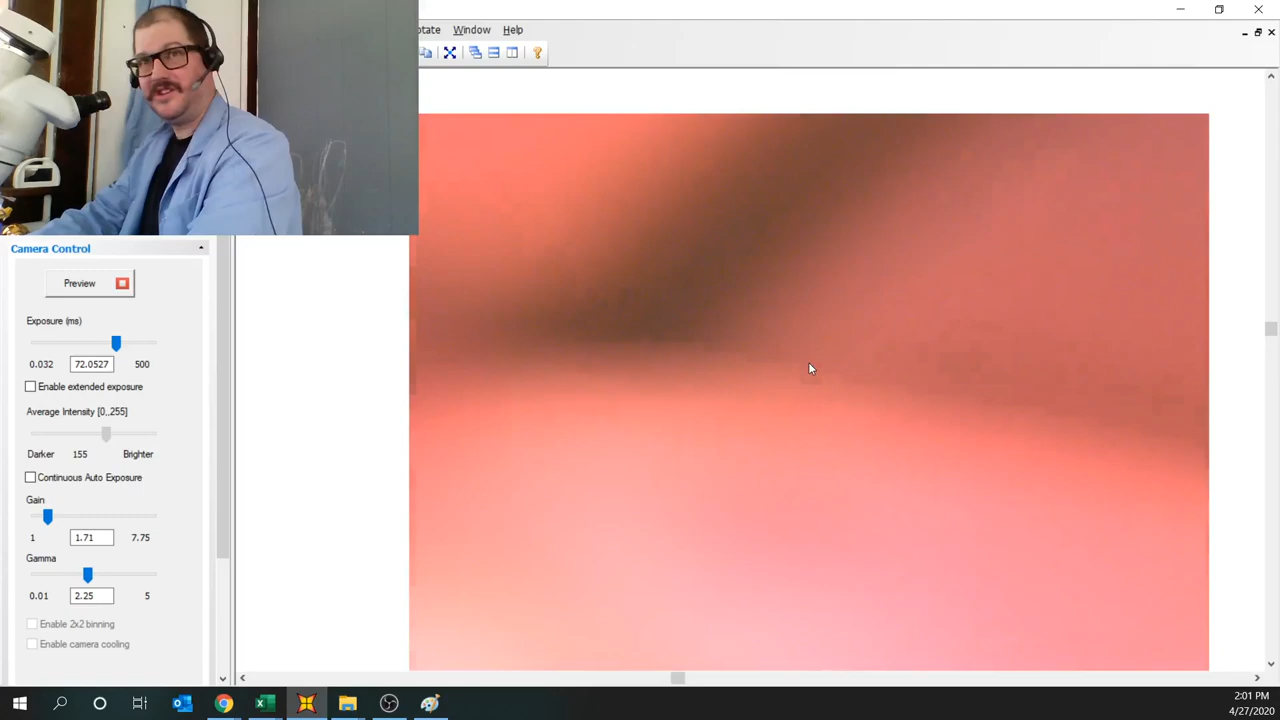 otate Window Help
Camera Control
Preview
Exposure (ms)
0.032 72.0527 500
Enable extended exposure
Average Intensity [0,,255]
Darker 155 Brighter
Continuous Auto Exposure
Gain
1 1.71 7.75
Gamma
0.01 2.25 5
Enable 2x2 binning
Enable camera cooling
2:01 PM
4/27/2020